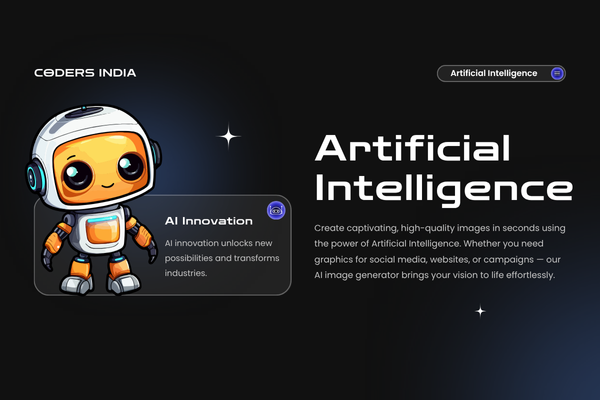 CODERS INDIA
Artificial Intelligence
Artificial
Intelligence
AI Innovation
AI innovation unlocks new
possibilities and transforms
industries.
Create captivating, high-quality images in seconds using
the power of Artificial Intelligence. Whether you need
graphics for social media, websites, or campaigns — our
AI image generator brings your vision to life effortlessly.